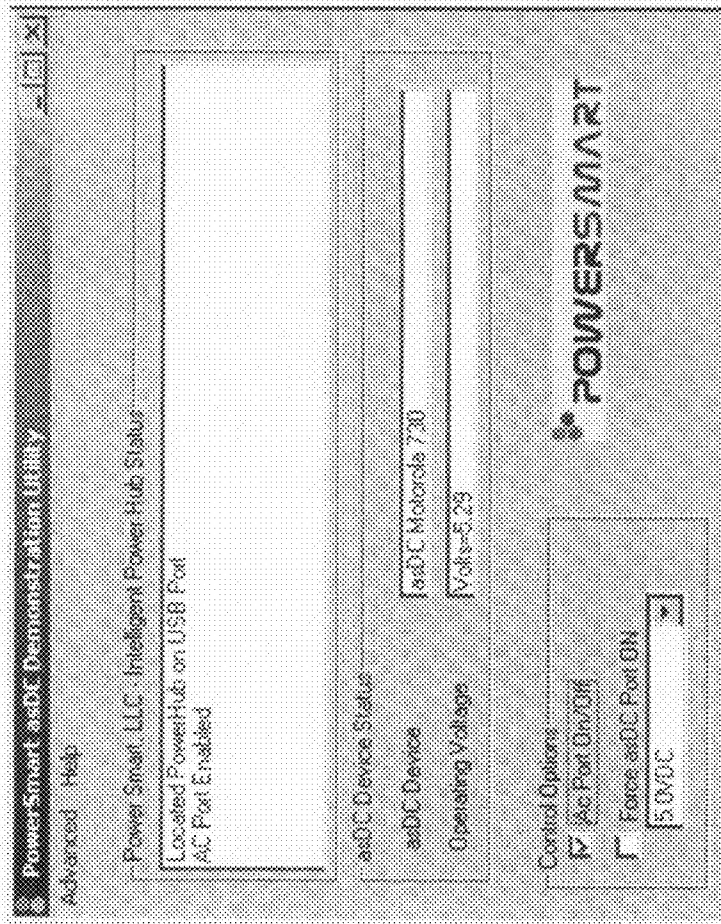 PowerSmart asDC Demonstration Utility
Advanced Help
Power Smart, LLC Intelligent Power Hub Status
Located PowerHub on USB Port
AC Port Enabled
asDC Device Status
asDC Device
asDC Motorola 730
Operating Voltage
Volts=5.29
Control Options
Ac Port On/Off
Force asDC Port ON
5.0VDC
POWERSMART